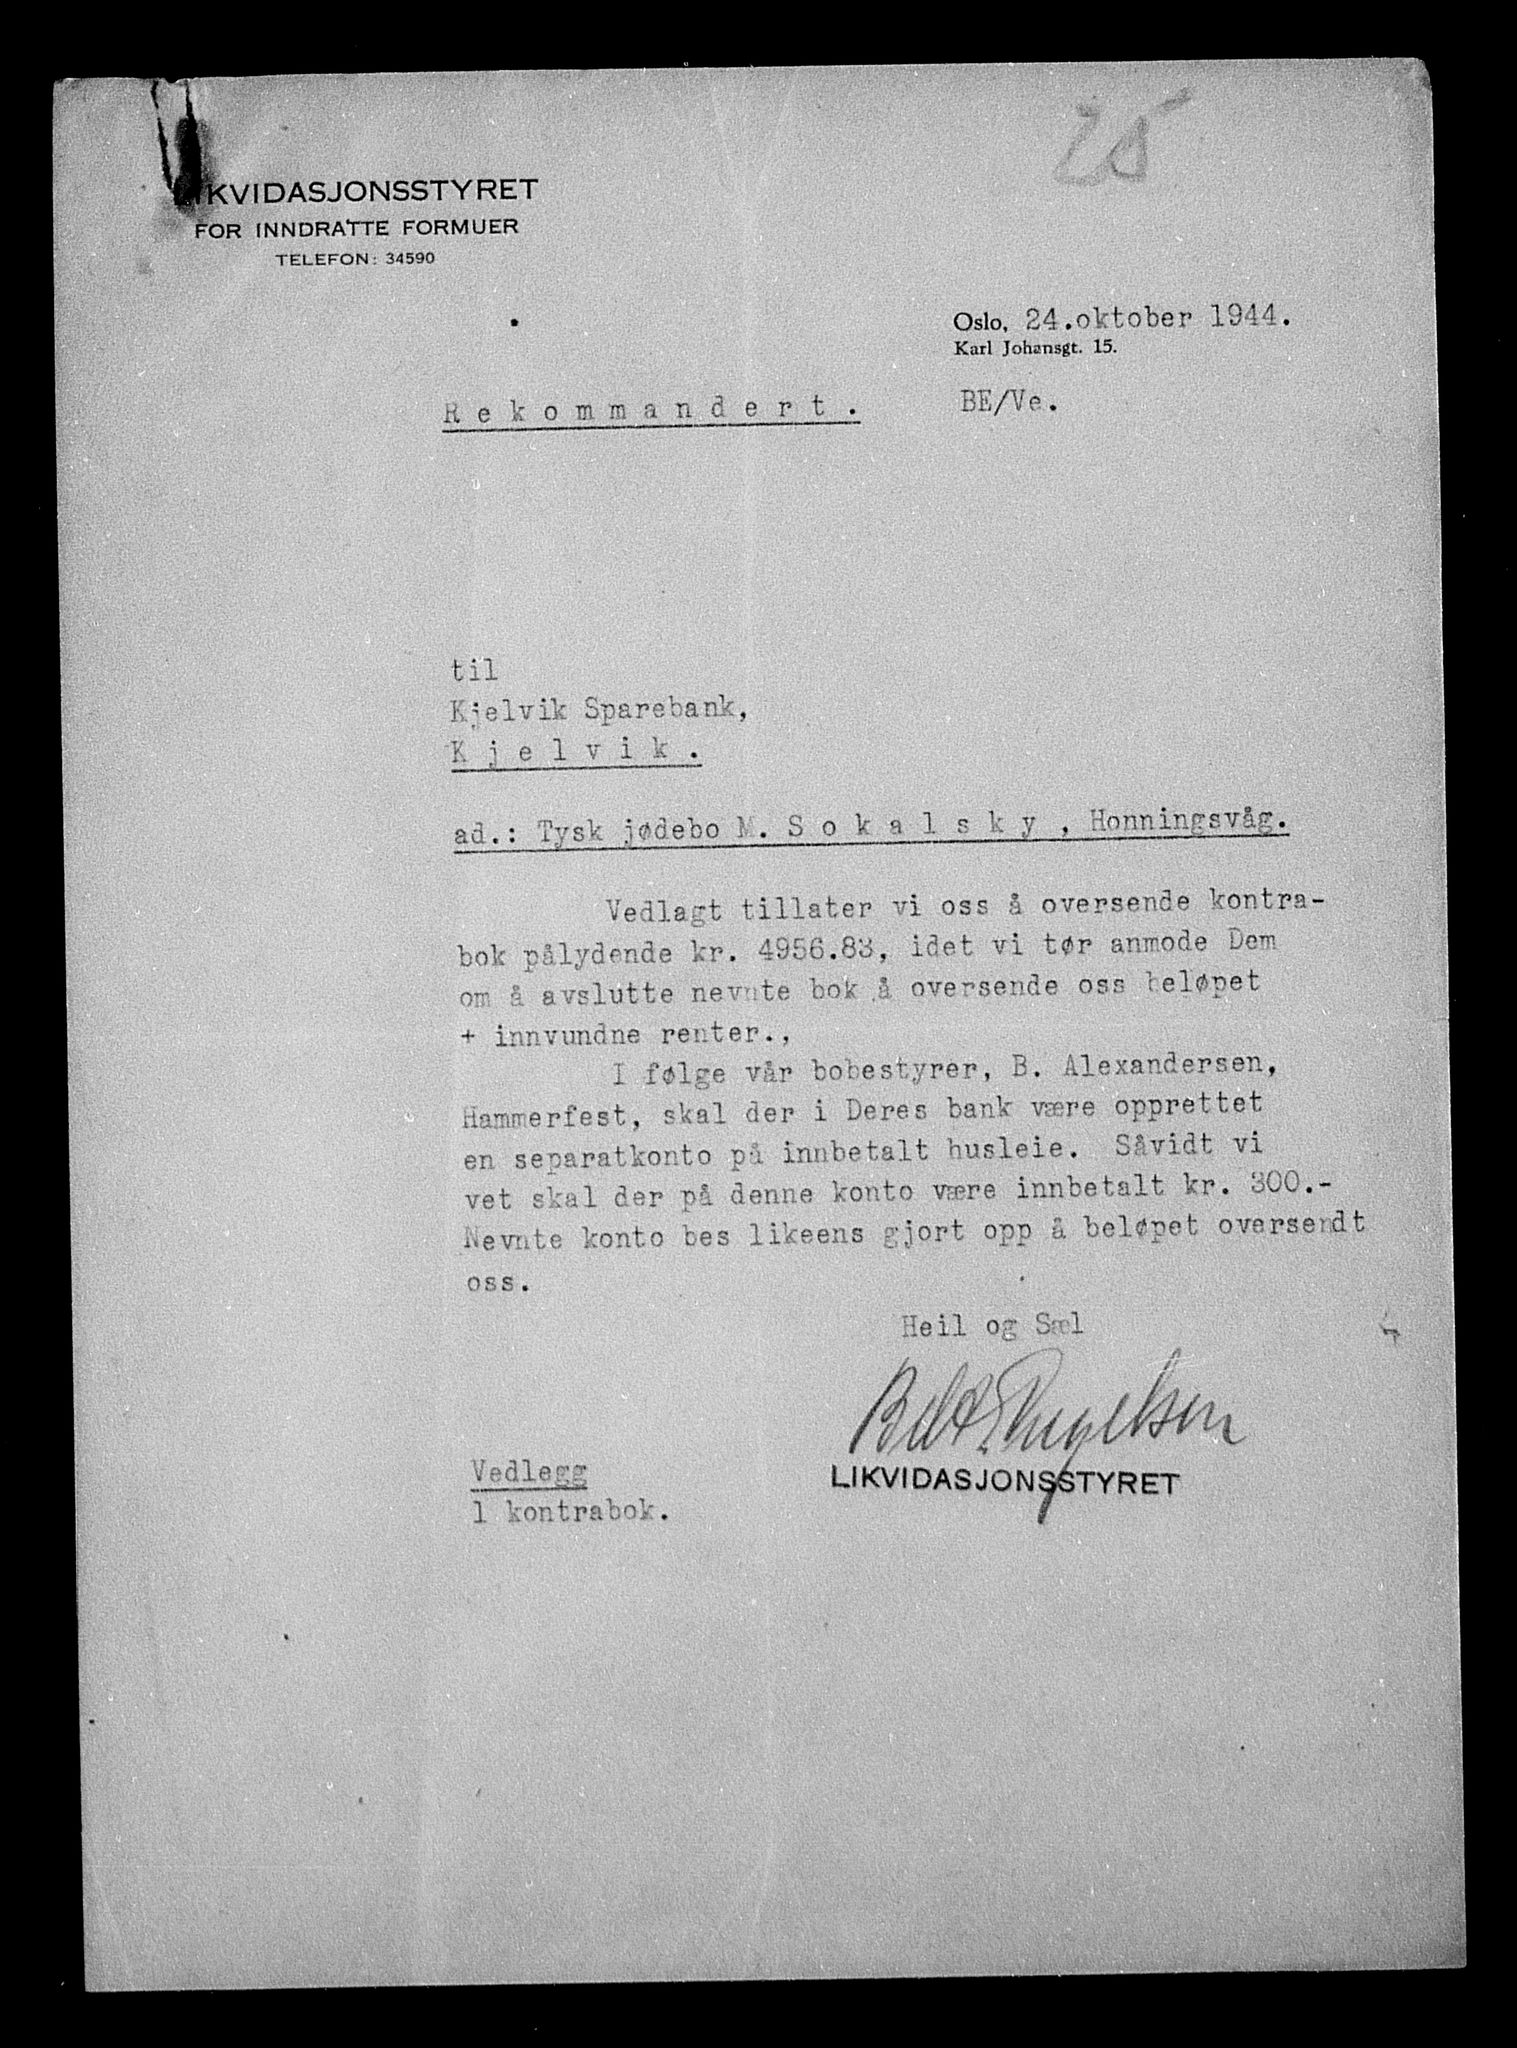 25
LIKVIDASJONSSTYRET
FOR INNDRATTE FORMUER
TELEFON: 34590
Oslo, 24.oktober 1944.
Karl Johansgt. 15.
Rekommandert.
BE/Ve.
til
Kjelvik Sparebank,
Kjelvik.
ad.: Tysk jødebo M. Sokalsky, Honningsvåg.
Vedlagt tillater vi oss å oversende kontra-
bok pålydende kr. 4956.83, idet vi tør anmode Dem
om å avslutte nevnte bok å oversende oss beløpet
+ innvundne renter.,
I følge vår bobestyrer, B. Alexandersen,
Hammerfest, skal der i Deres bank være opprettet
en separatkonto på innbetalt husleie. Såvidt vi
vet skal der på denne konto være innbetalt kr. 300.-
Nevnte konto bes likeens gjort opp å beløpet oversendt
oss.
Heil og Sæl
LIKVIDASJONSSTYRET
Vedlegg
1 kontrabok.